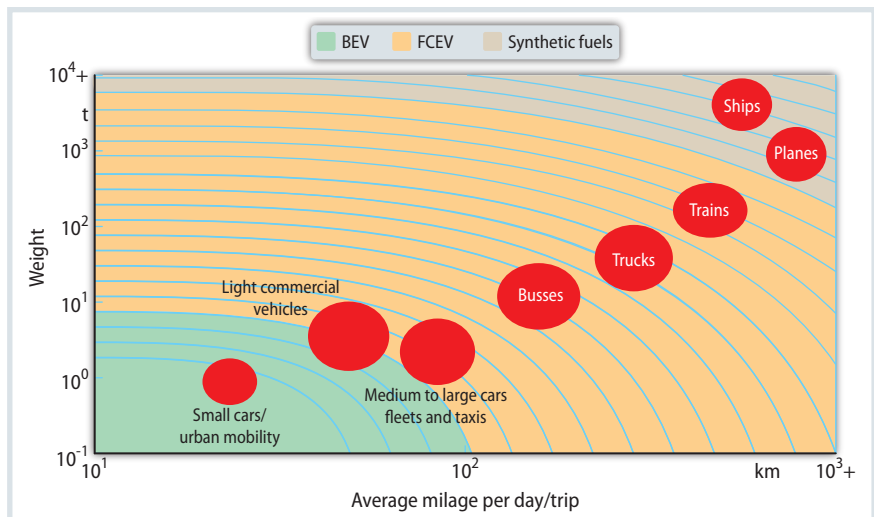 BEV FCEV Synthetic fuels
10⁴+
t
10³
10²
10¹
10⁰
10⁻¹
Weight
Ships
Planes
Trains
Trucks
Busses
Light commercial
vehicles
Medium to large cars
fleets and taxis
Small cars/
urban mobility
10¹ 10² km 10³+
Average milage per day/trip